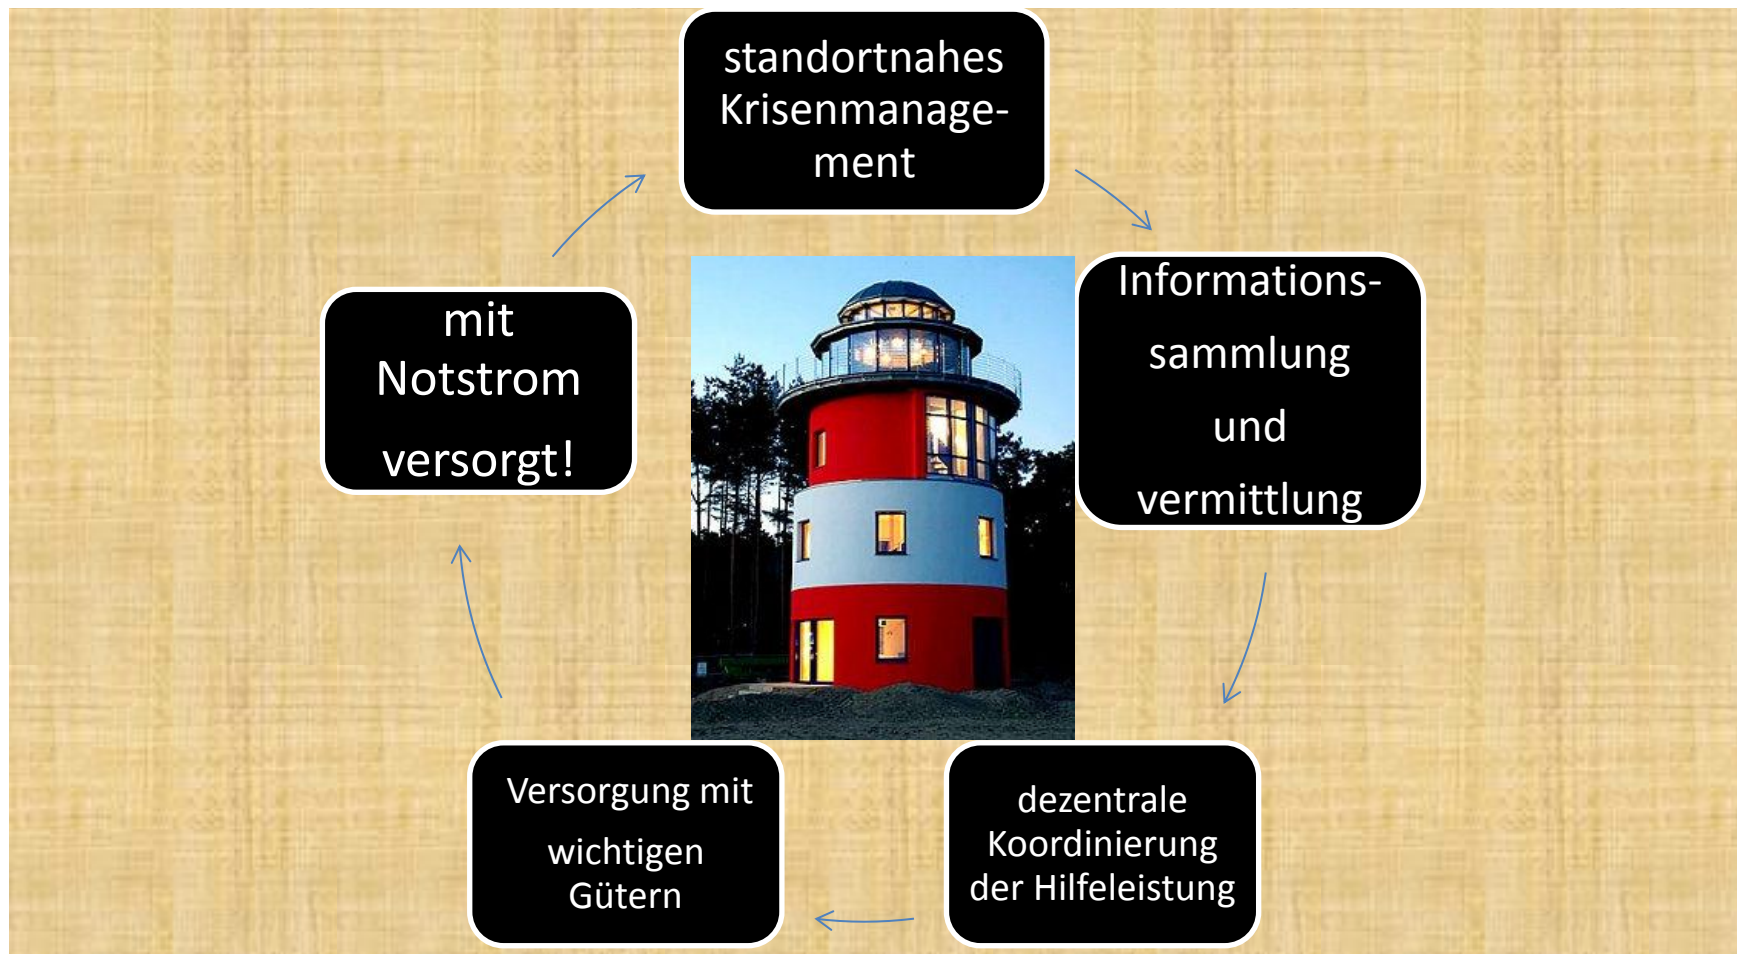 standortnahes
Krisenmanage-
ment
Informations-
sammlung
und
vermittlung
dezentrale
Koordinierung
der Hilfeleistung
Versorgung mit
wichtigen
Gütern
mit
Notstrom
versorgt!